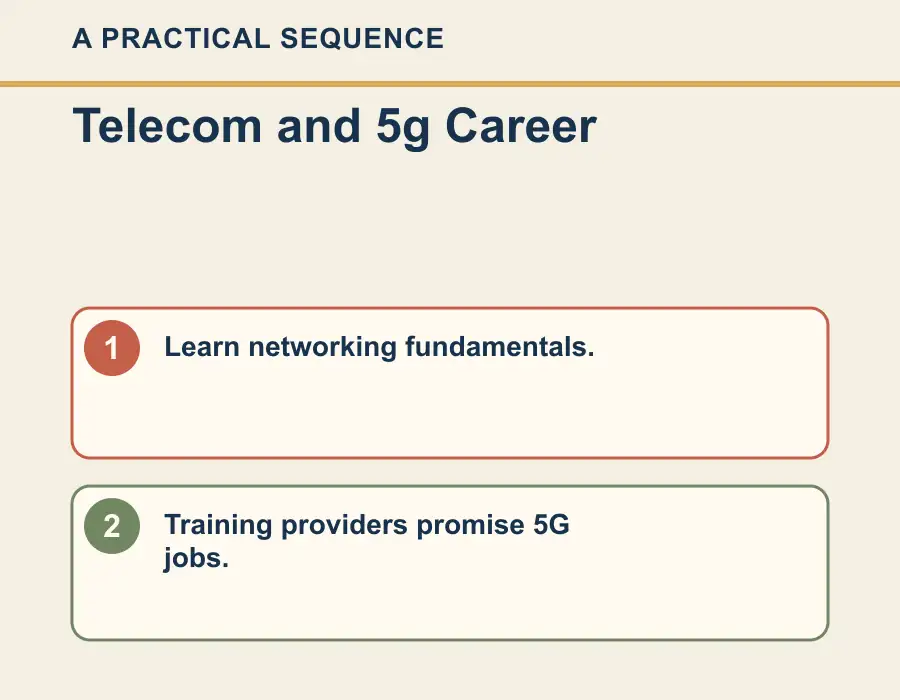 A PRACTICAL SEQUENCE
Telecom and 5g Career
1
Learn networking fundamentals.
2
Training providers promise 5G
jobs.